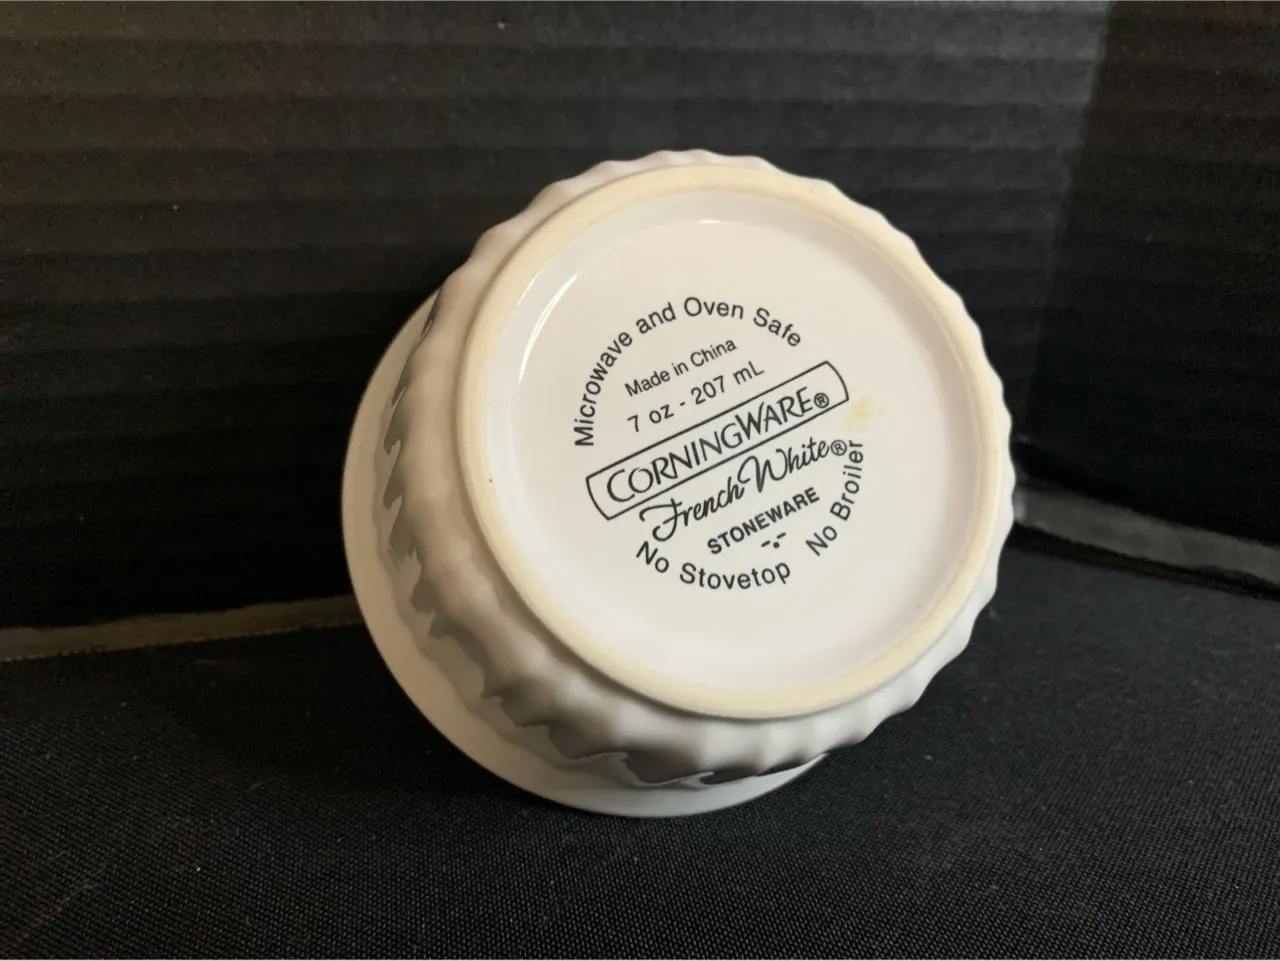 Microwave and Oven Safe
Made in China
7 oz - 207 mL
CORNINGWARE®
French White®
STONEWARE
No Stovetop No Broiler